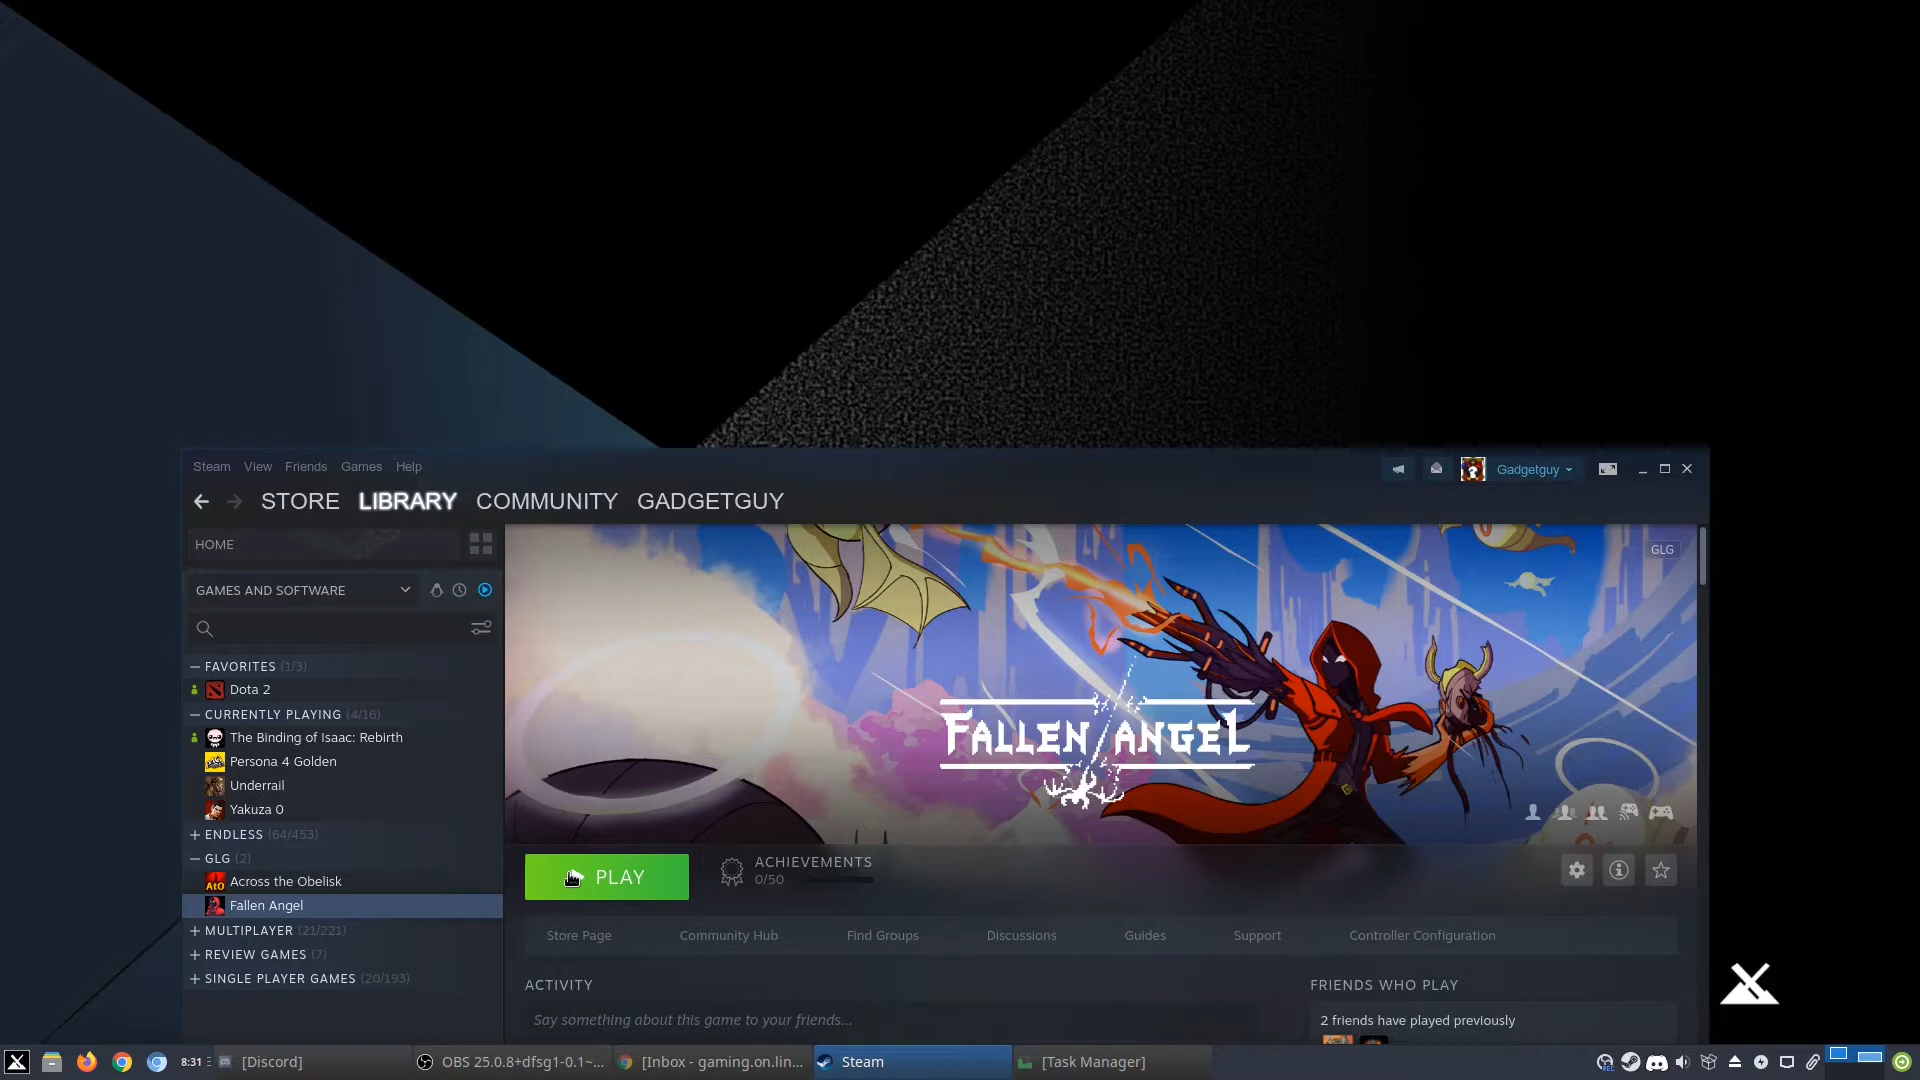 Steam View Friends Games Help
Gadgetguy
STORE LIBRARY COMMUNITY GADGETGUY
HOME
GAMES AND SOFTWARE
FAVORITES (1/3)
Dota 2
CURRENTLY PLAYING (4/16)
The Binding of Isaac: Rebirth
Persona 4 Golden
Underrail
Yakuza 0
ENDLESS (64/453)
GLG (2)
AtO Across the Obelisk
Fallen Angel
MULTIPLAYER (21/221)
REVIEW GAMES (7)
SINGLE PLAYER GAMES (20/193)
GLG
FALLEN ANGEL
PLAY
ACHIEVEMENTS
0/50
Store Page Community Hub Find Groups Discussions Guides Support Controller Configuration
ACTIVITY
Say something about this game to your friends...
FRIENDS WHO PLAY
2 friends have played previously
8:31 [Discord] OBS 25.0.8+dfsg1-0.1~... [Inbox - gaming.on.lin... Steam [Task Manager] REC